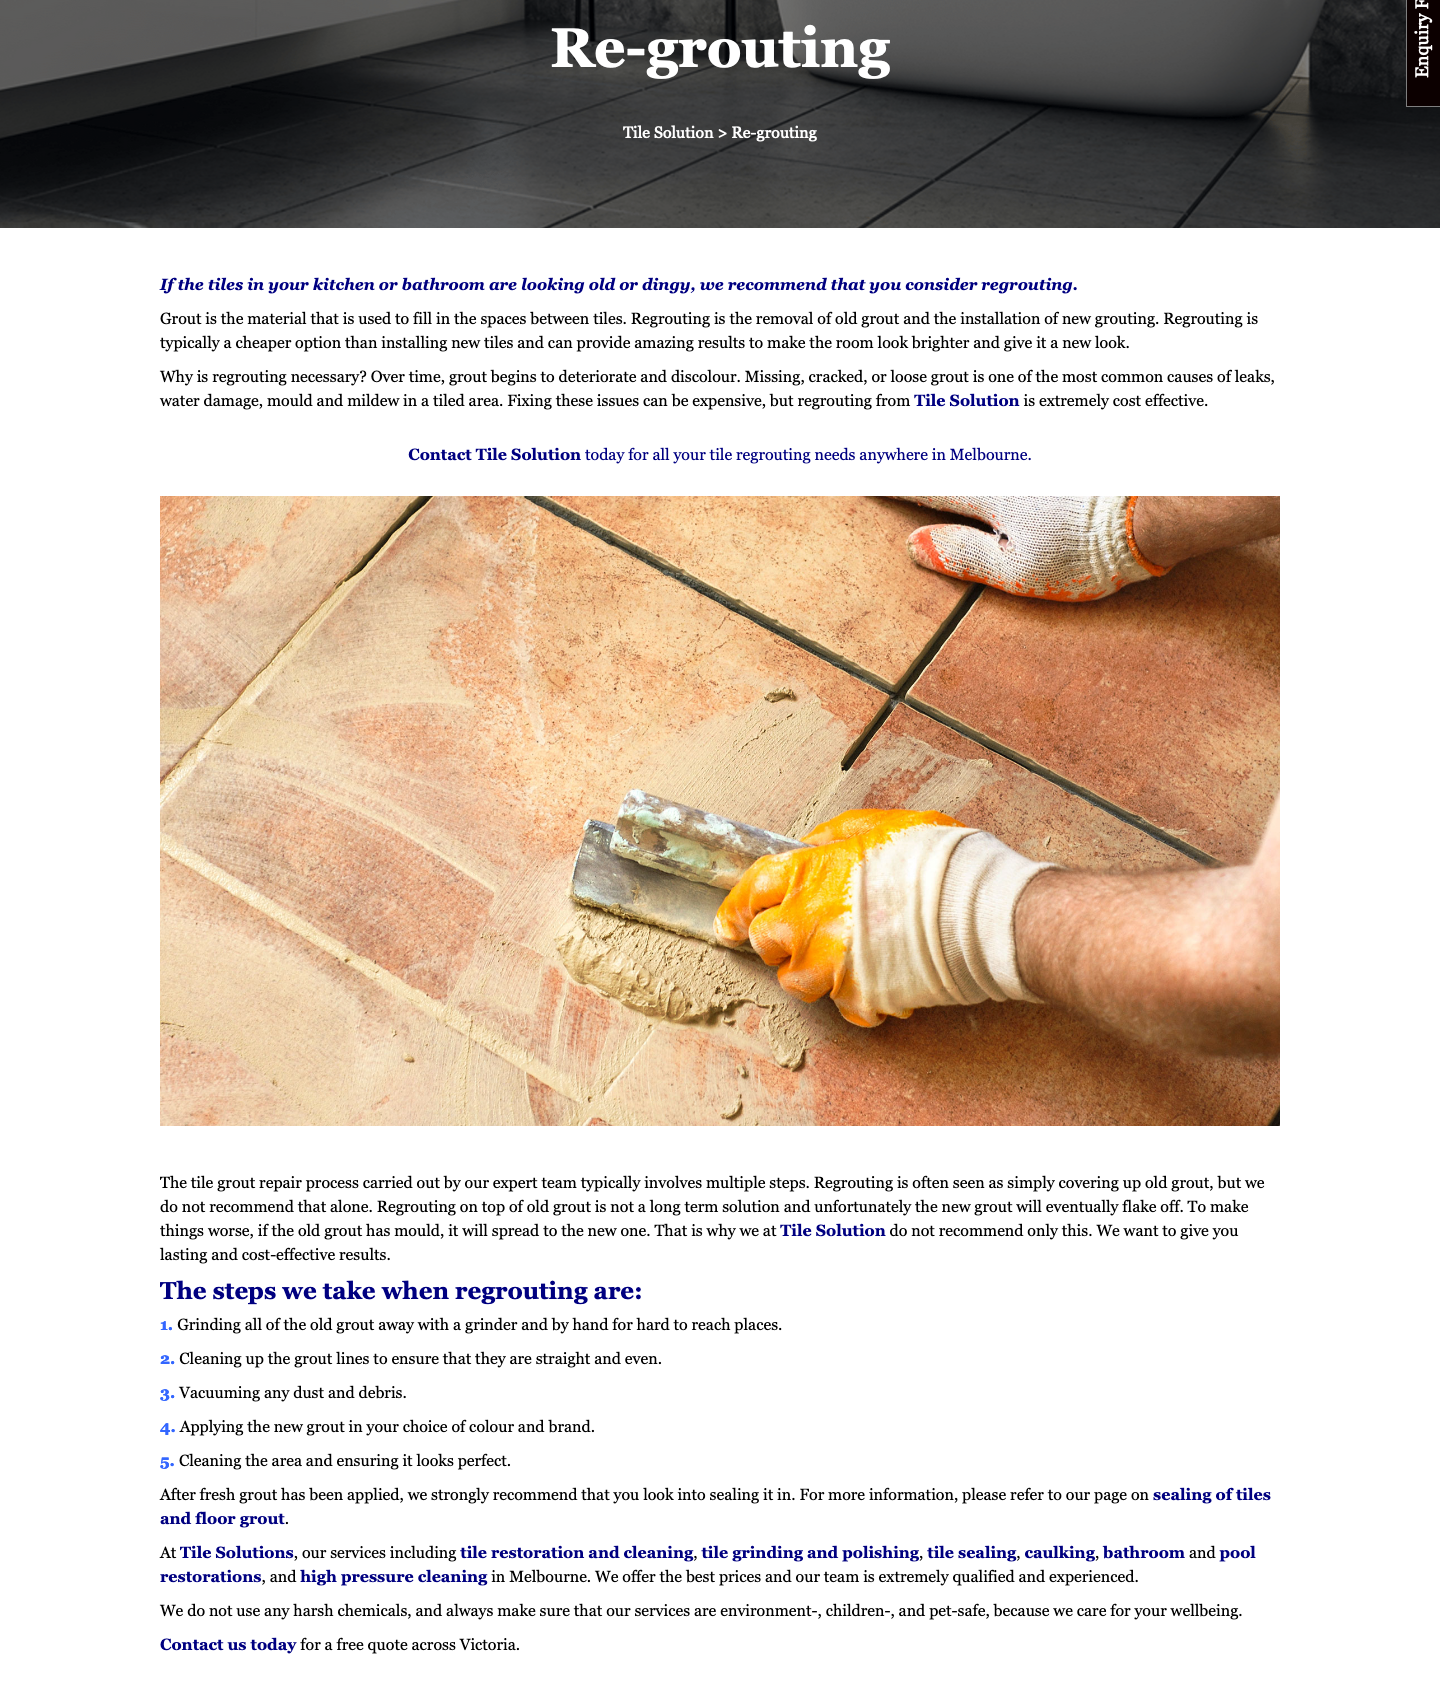 Re-grouting
Enquiry
Tile Solution > Re-grouting
If the tiles in your kitchen or bathroom are looking old or dingy, we recommend that you consider regrouting.
Grout is the material that is used to fill in the spaces between tiles. Regrouting is the removal of old grout and the installation of new grouting. Regrouting is
typically a cheaper option than installing new tiles and can provide amazing results to make the room look brighter and give it a new look.
Why is regrouting necessary? Over time, grout begins to deteriorate and discolour. Missing, cracked, or loose grout is one of the most common causes of leaks,
water damage, mould and mildew in a tiled area. Fixing these issues can be expensive, but regrouting from Tile Solution is extremely cost effective.
Contact Tile Solution today for all your tile regrouting needs anywhere in Melbourne.
The tile grout repair process carried out by our expert team typically involves multiple steps. Regrouting is often seen as simply covering up old grout, but we
do not recommend that alone. Regrouting on top of old grout is not a long term solution and unfortunately the new grout will eventually flake off. To make
things worse, if the old grout has mould, it will spread to the new one. That is why we at Tile Solution do not recommend only this. We want to give you
lasting and cost-effective results.
The steps we take when regrouting are:
1. Grinding all of the old grout away with a grinder and by hand for hard to reach places.
2. Cleaning up the grout lines to ensure that they are straight and even.
3. Vacuuming any dust and debris.
4. Applying the new grout in your choice of colour and brand.
5. Cleaning the area and ensuring it looks perfect.
After fresh grout has been applied, we strongly recommend that you look into sealing it in. For more information, please refer to our page on sealing of tiles
and floor grout.
At Tile Solutions, our services including tile restoration and cleaning, tile grinding and polishing, tile sealing, caulking, bathroom and pool
restorations, and high pressure cleaning in Melbourne. We offer the best prices and our team is extremely qualified and experienced.
We do not use any harsh chemicals, and always make sure that our services are environment-, children-, and pet-safe, because we care for your wellbeing.
Contact us today for a free quote across Victoria.